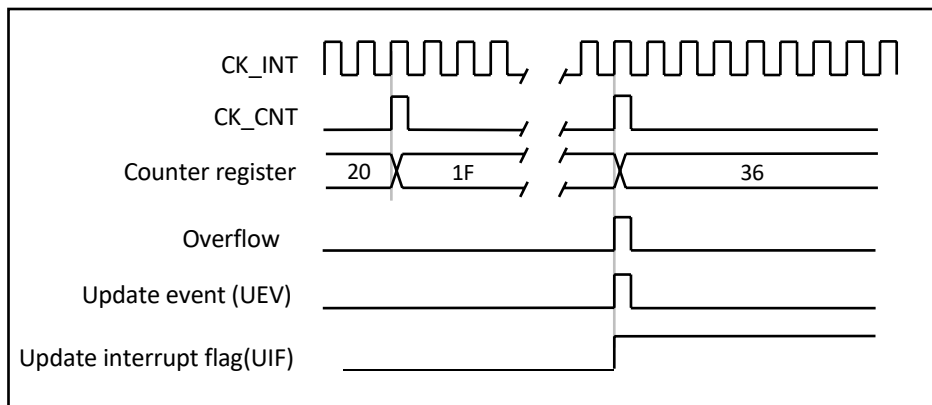 CK_INT
CK_CNT
Counter register 20 1F 36
Overflow
Update event (UEV)
Update interrupt flag(UIF)